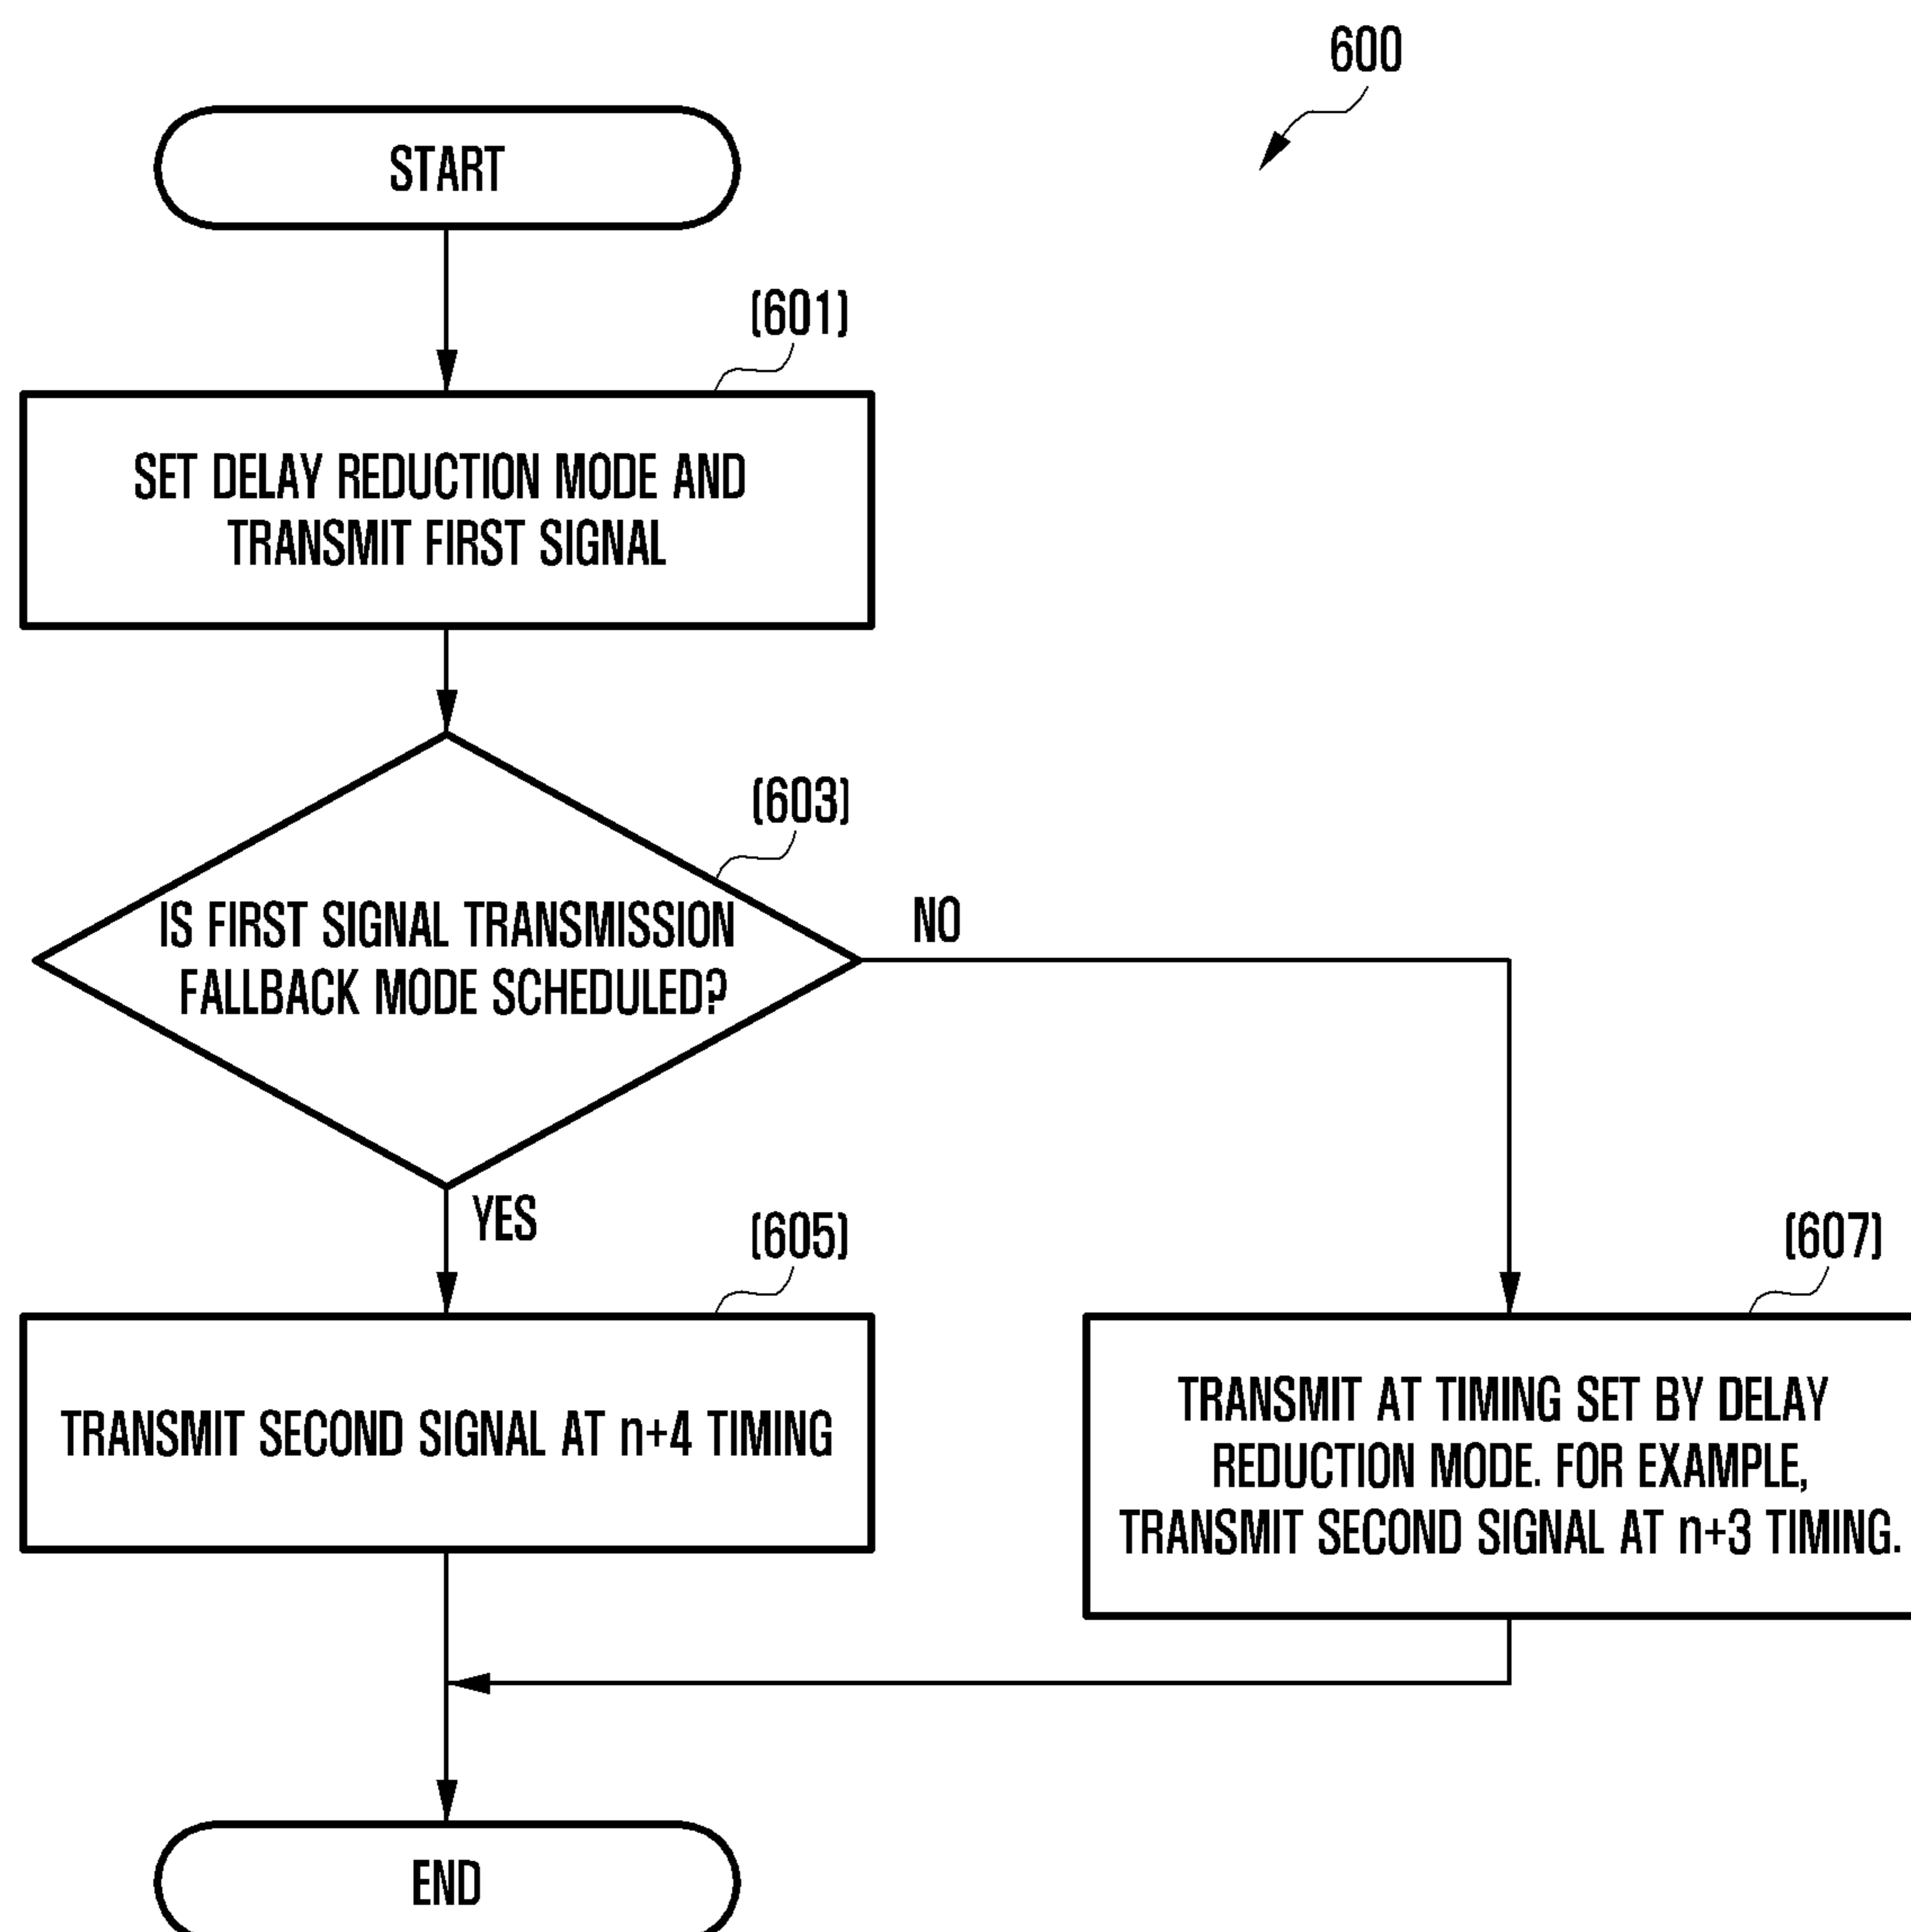 600
START
(601)
SET DELAY REDUCTION MODE AND
TRANSMIT FIRST SIGNAL
(603)
IS FIRST SIGNAL TRANSMISSION
FALLBACK MODE SCHEDULED?
NO
YES
(605)
(607)
TRANSMIT SECOND SIGNAL AT n+4 TIMING
TRANSMIT AT TIMING SET BY DELAY
REDUCTION MODE. FOR EXAMPLE,
TRANSMIT SECOND SIGNAL AT n+3 TIMING.
END